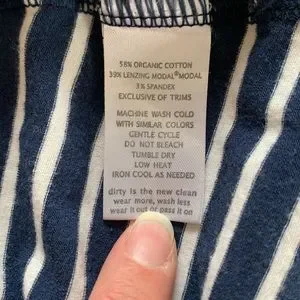 58% ORGANIC COTTON
39% LENZING MODAL®MODAL
3% SPANDEX
EXCLUSIVE OF TRIMS
MACHINE WASH COLD
WITH SIMILAR COLORS
GENTLE CYCLE
DO NOT BLEACH
TUMBLE DRY
LOW HEAT
IRON COOL AS NEEDED
dirty is the new clean
wear more, wash less
wear it out or pass it on